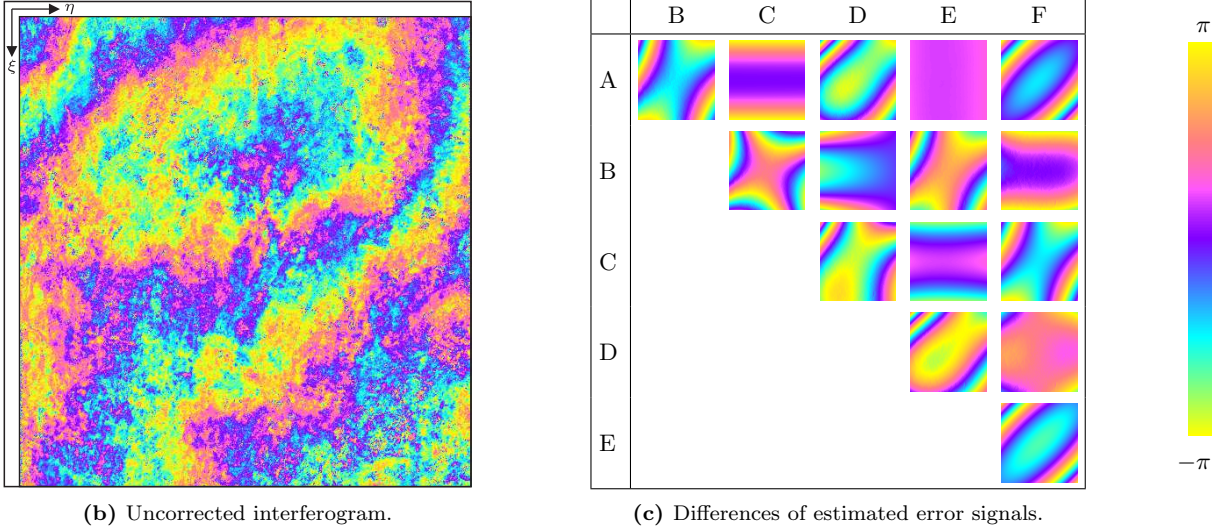 η
ξ
B C D E F
A
B
C
D
E
π
−π
(b) Uncorrected interferogram.
(c) Differences of estimated error signals.